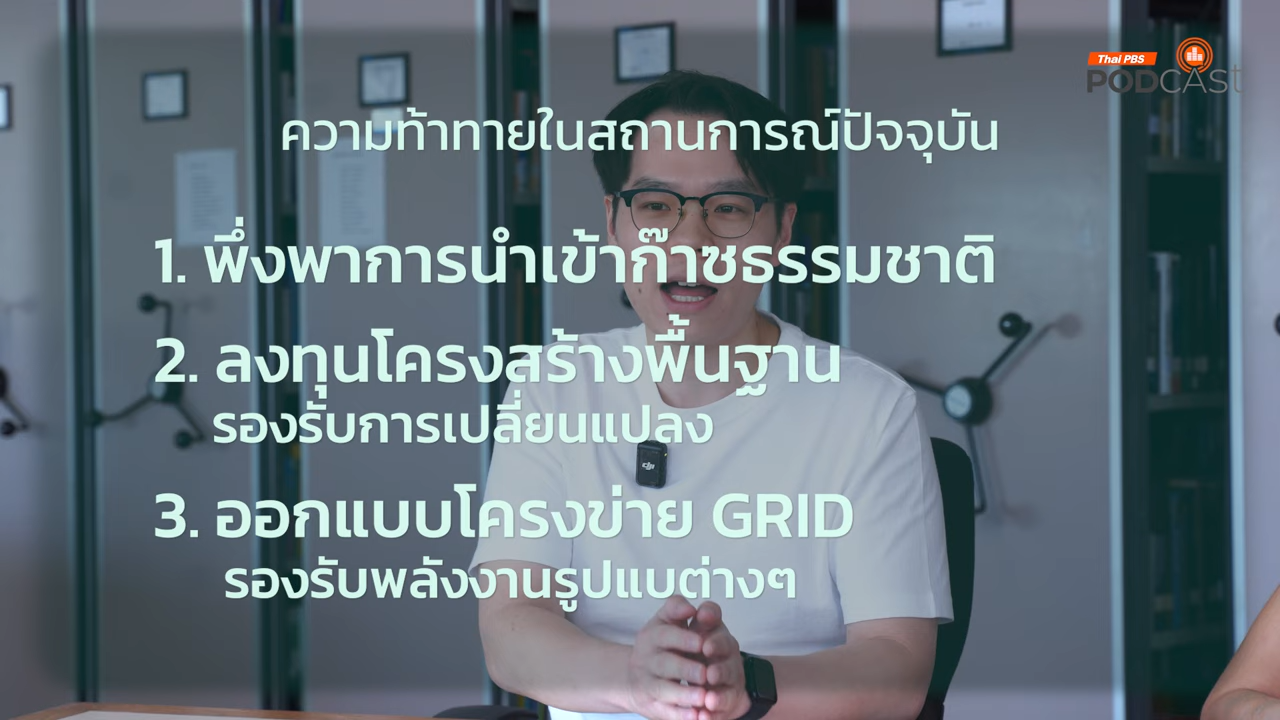 Thai PBS
PODCAST
ความท้าทายในสถานการณ์ปัจจุบัน
1. พึ่งพาการนำเข้าก๊าซธรรมชาติ
2. ลงทุนโครงสร้างพื้นฐาน
รองรับการเปลี่ยนแปลง
3. ออกแบบโครงข่าย GRID
รองรับพลังงานรูปแบบต่างๆ
dji